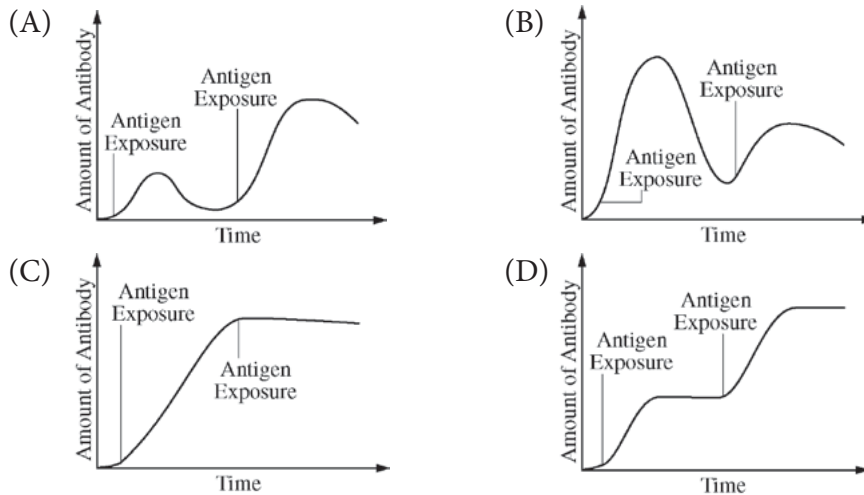 (A)
Amount of Antibody
Antigen
Exposure
Antigen
Exposure
Time
(B)
Amount of Antibody
Antigen
Exposure
Antigen
Exposure
Time
(C)
Amount of Antibody
Antigen
Exposure
Antigen
Exposure
Time
(D)
Amount of Antibody
Antigen
Exposure
Antigen
Exposure
Time